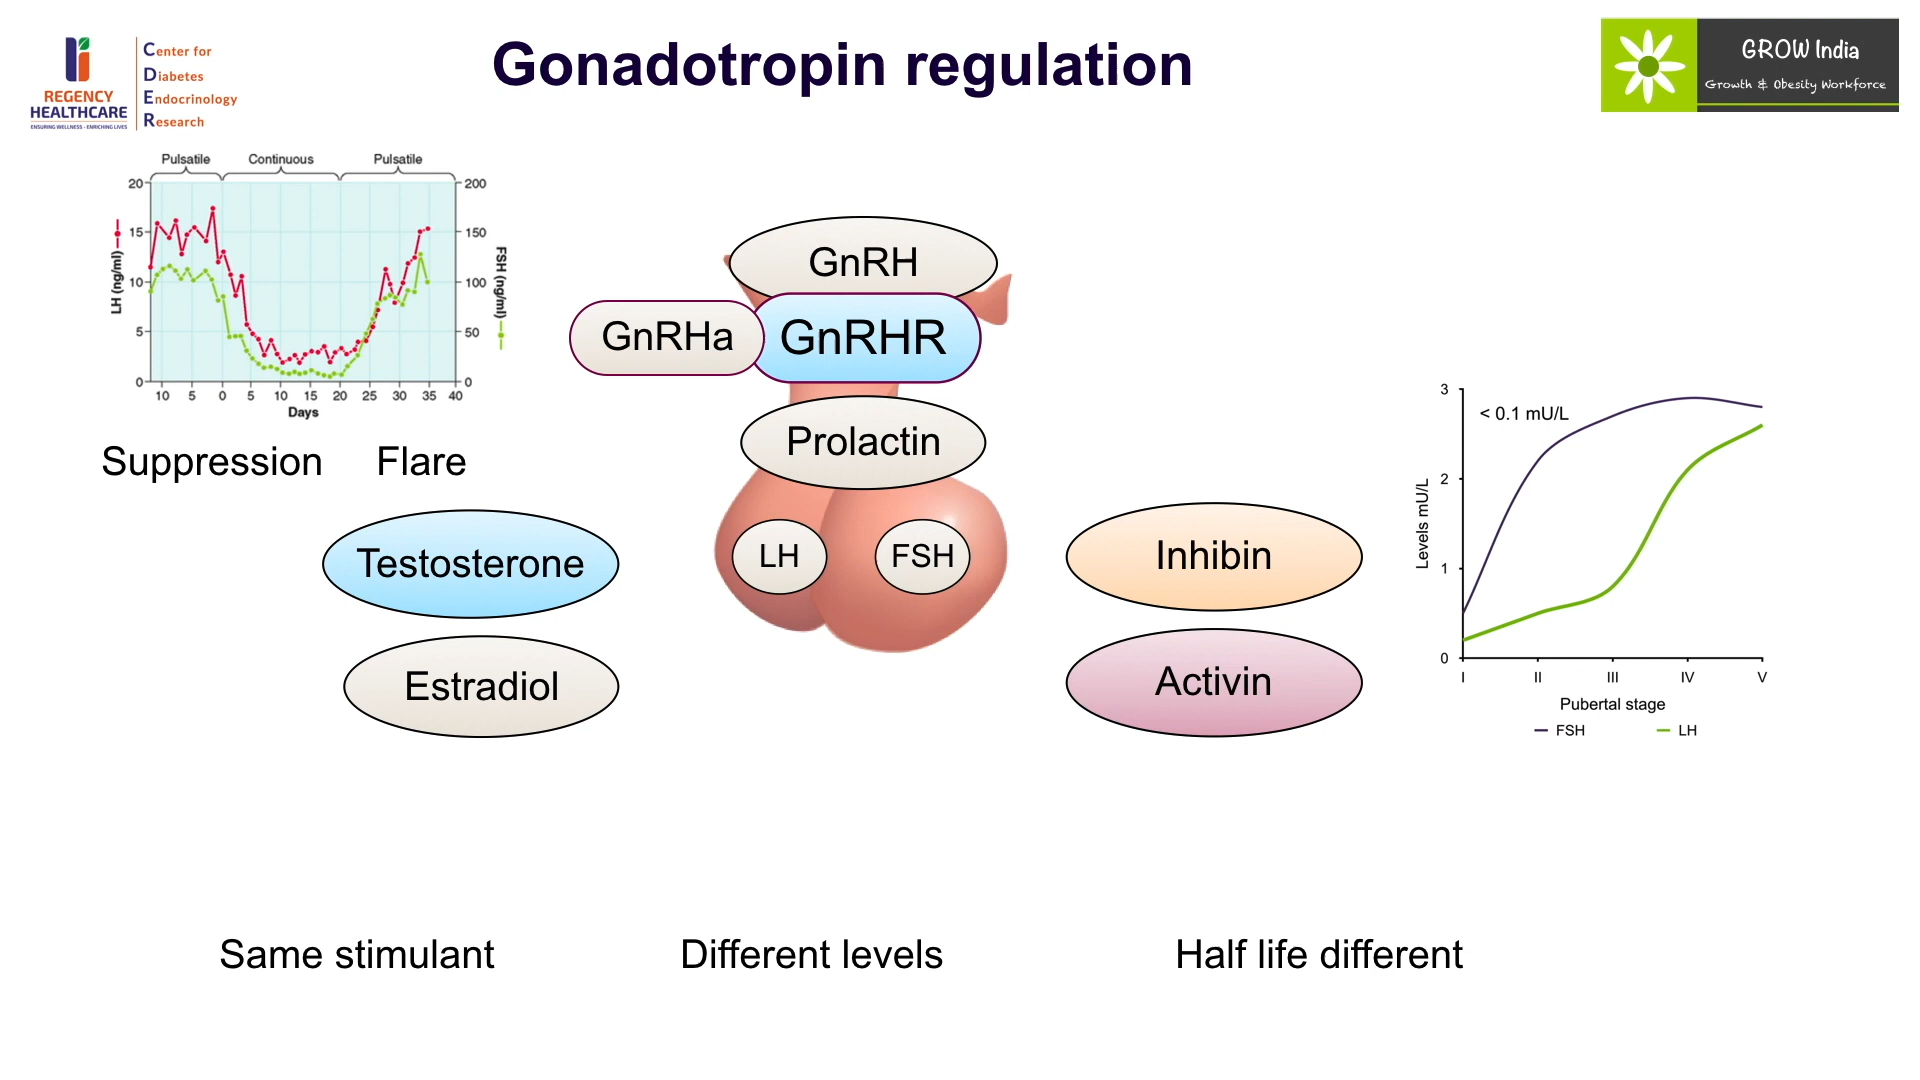 Gonadotropin regulation
REGENCY
HEALTHCARE
ENSURING WELLNESS - ENRICHING LIVES
Center for
Diabetes
Endocrinology
Research
GROW India
Growth & Obesity Workforce
Pulsatile Continuous Pulsatile
LH (ng/ml)
20
15
10
5
0
200
150
100
50
0
FSH (ng/ml)
10 5 0 5 10 15 20 25 30 35 40
Days
Suppression Flare
GnRH
GnRHa
GnRHR
Prolactin
LH
FSH
Testosterone
Estradiol
Inhibin
Activin
< 0.1 mU/L
Levels mU/L
3
2
1
0
I II III IV V
Pubertal stage
FSH LH
Same stimulant
Different levels
Half life different